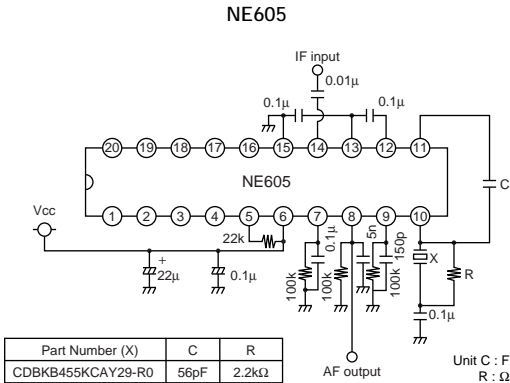 NE605
IF input
0.01μ
0.1μ
0.1μ
20 19 18 17 16 15 14 13 12 11
NE605
C
Vcc
1 2 3 4 5 6 7 8 9 10
22k
+
22μ
0.1μ
100k
0.1μ
100k
5n
100k
150p
X
R
0.1μ
AF output
Part Number (X) C R
CDBKB455KCAY29-R0 56pF 2.2kΩ
Unit C : F
R : Ω